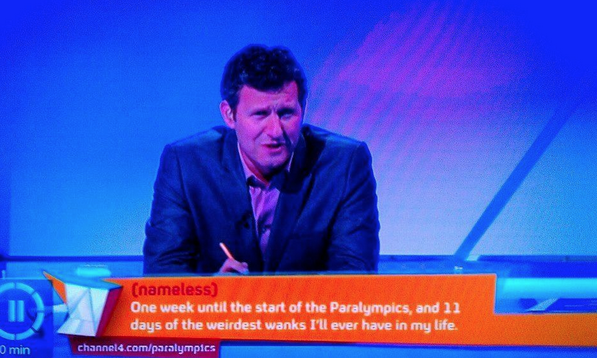 (nameless)
One week until the start of the Paralympics, and 11
days of the weirdest wanks I'll ever have in my life.
channel4.com/paralympics
0 min